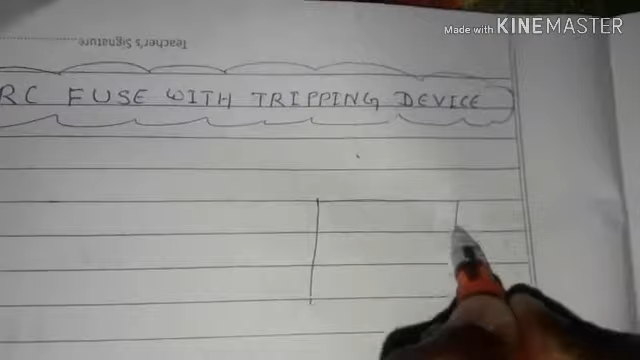 Made with KINEMASTER
Teacher's Signature
RC FUSE WITH TRIPPING DEVICE